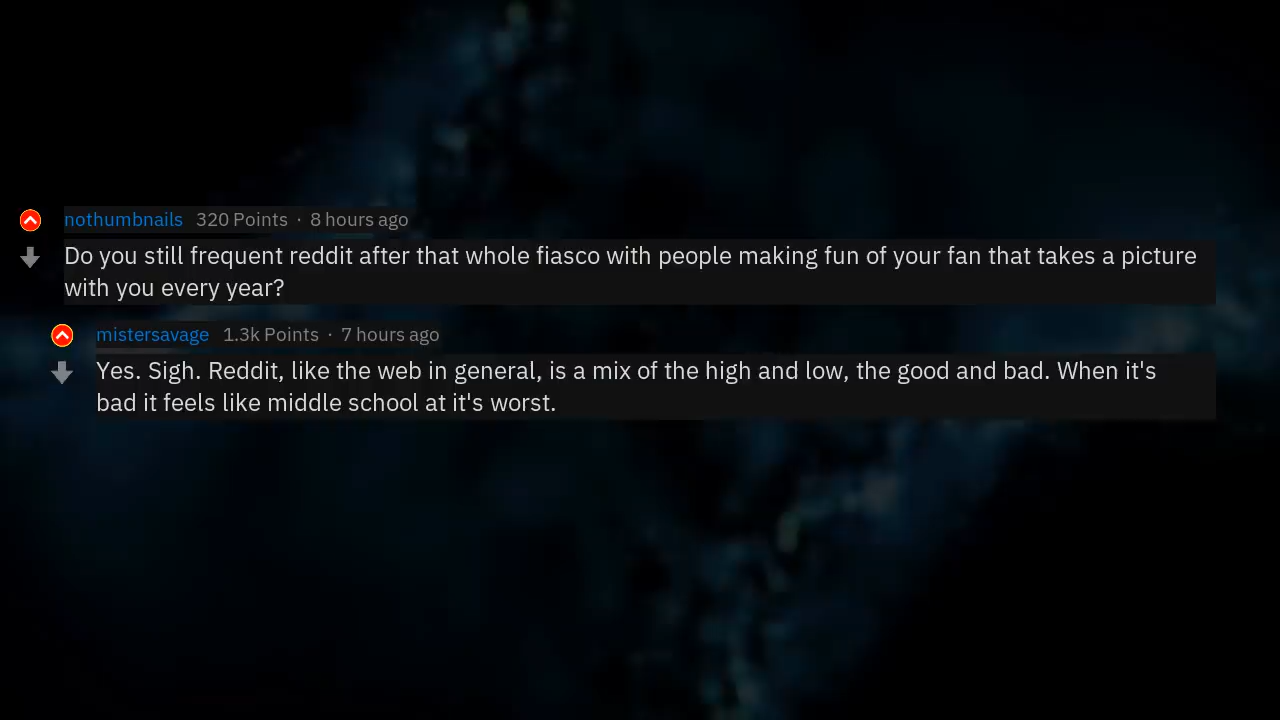 nothumbnails 320 Points · 8 hours ago
Do you still frequent reddit after that whole fiasco with people making fun of your fan that takes a picture
with you every year?
mistersavage 1.3k Points · 7 hours ago
Yes. Sigh. Reddit, like the web in general, is a mix of the high and low, the good and bad. When it's
bad it feels like middle school at it's worst.